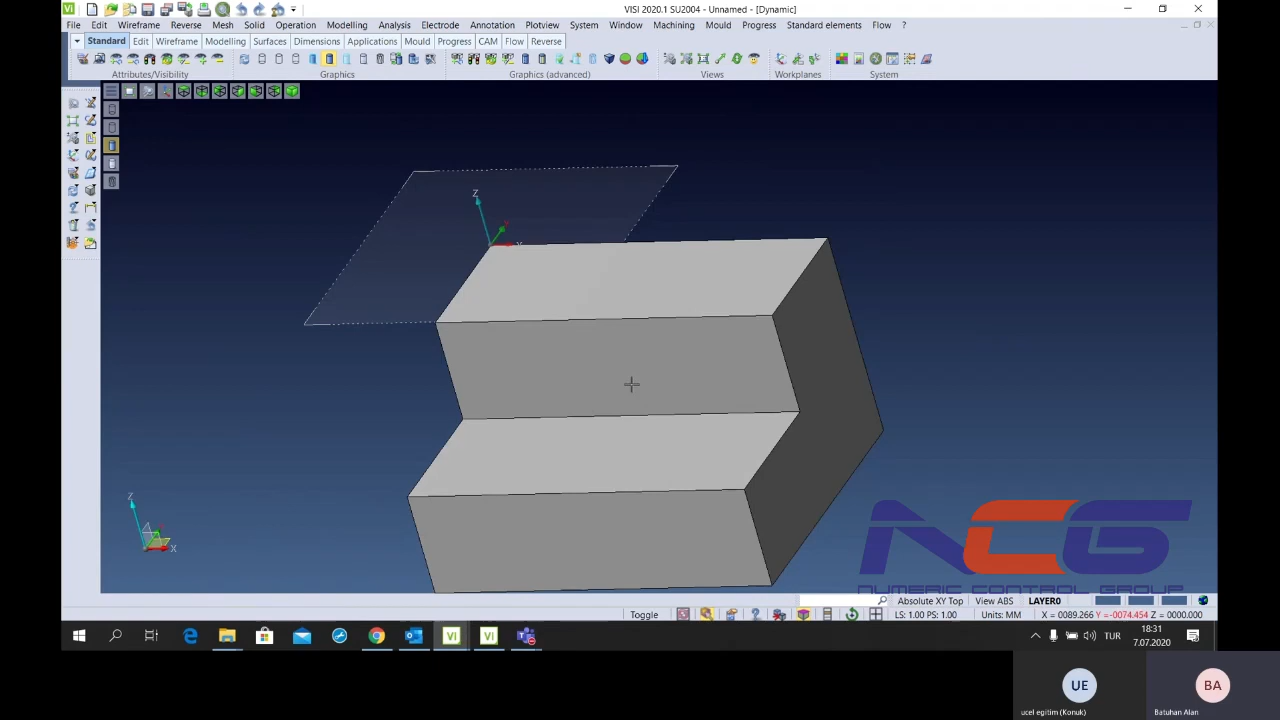 VISI 2020.1 SU2004 - Unnamed - [Dynamic]
File Edit Wireframe Mesh Reverse Solid Operation Modelling Analysis Electrode Annotation Plotview System Window Machining Mould Progress Standard elements Flow ?
Standard Edit Wireframe Modelling Surfaces Dimensions Applications Mould Progress CAM Flow Reverse
Attributes/Visibility Graphics Graphics (advanced) Views Workplanes System
Z
Y
X
Z
X
NCG
NUMERIC CONTROL GROUP
Absolute XY Top View ABS LAYER0
Toggle LS: 1.00 PS: 1.00 Units: MM X = 0089.266 Y =-0074.454 Z = 0000.000
TUR 18:31
7.07.2020
UE BA
ucel egitim (Konuk) Batuhan Alan